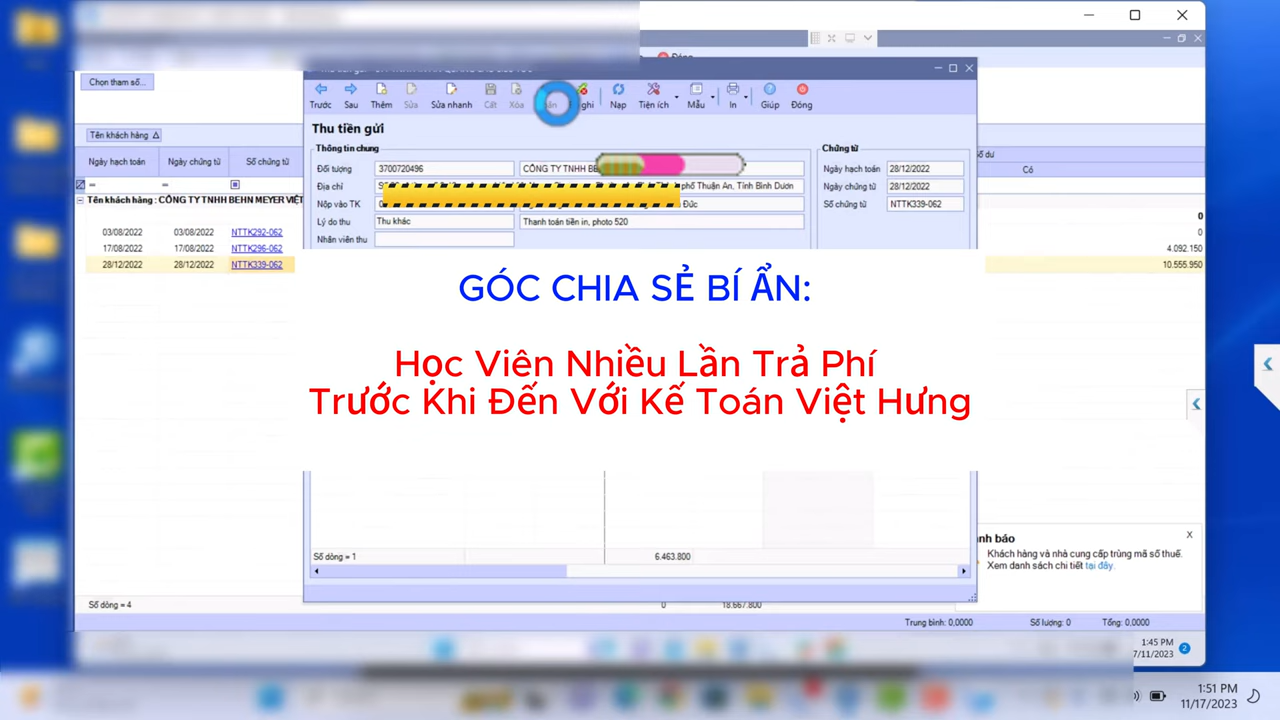 Chọn tham số...
Đóng
Trước
Sau
Thêm
Sửa
Sửa nhanh
Cất
Xóa
Nạp
Tiện ích
Mẫu
In
Giúp
Đóng
Thu tiền gửi
Thông tin chung
Đối tượng
3700720496
CÔNG TY TNHH
Địa chỉ
phố Thuận An, Tỉnh Bình Dươn
Nộp vào TK
Đức
Lý do thu
Thu khác
Thanh toán tiền in, photo 520
Nhân viên thu
Chứng từ
Ngày hạch toán
28/12/2022
Ngày chứng từ
28/12/2022
Số chứng từ
NTTK339-062
Tên khách hàng
Ngày hạch toán
Ngày chứng từ
Số chứng từ
Số dư
Có
Tên khách hàng : CÔNG TY TNHH BEHN MEYER VIỆT
0
03/08/2022 03/08/2022 NTTK292-062 0
17/08/2022 17/08/2022 NTTK296-062 4.092.150
28/12/2022 28/12/2022 NTTK339-062 10.555.950
GÓC CHIA SẺ BÍ ẨN:
Học Viên Nhiều Lần Trả Phí
Trước Khi Đến Với Kế Toán Việt Hưng
Số dòng = 1
6.463.800
nh báo
X
Khách hàng và nhà cung cấp trùng mã số thuế.
Xem danh sách chi tiết tại đây.
Số dòng = 4
0
18.667.800
Trung bình: 0,0000
Số lượng: 0
Tổng: 0,0000
1:45 PM
7/11/2023
2
1:51 PM
11/17/2023